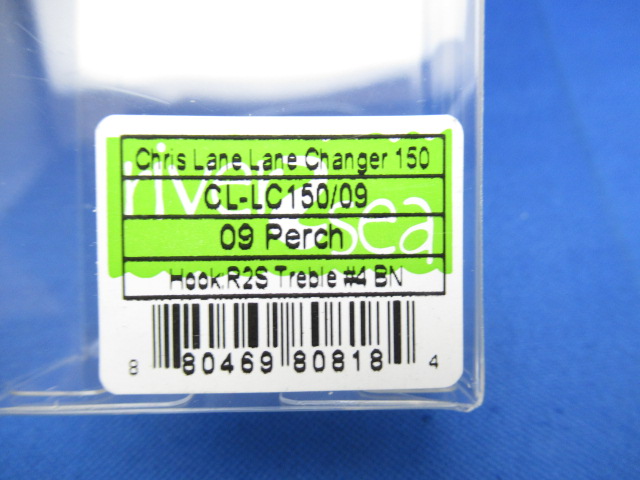 Chris Lane Lane Changer 150
river2sea
CL-LC150/09
09 Perch
Hook:R2S Treble #4 BN
8 80469 80818 4